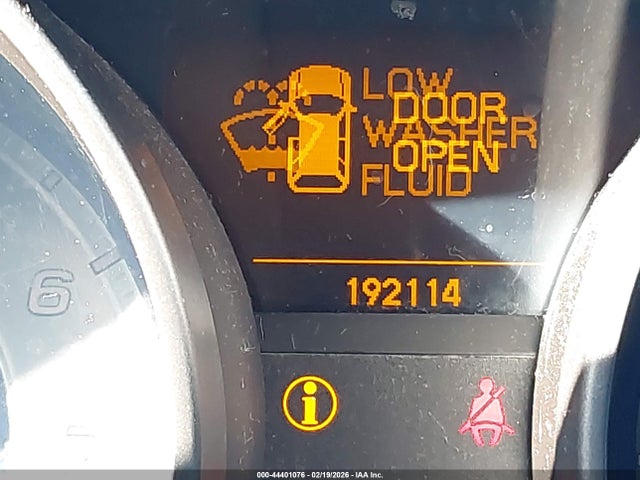 LOW
DOOR
WASHER
OPEN
FLUID
192114
6
i
000-44401076 - 02/19/2026 - IAA Inc.